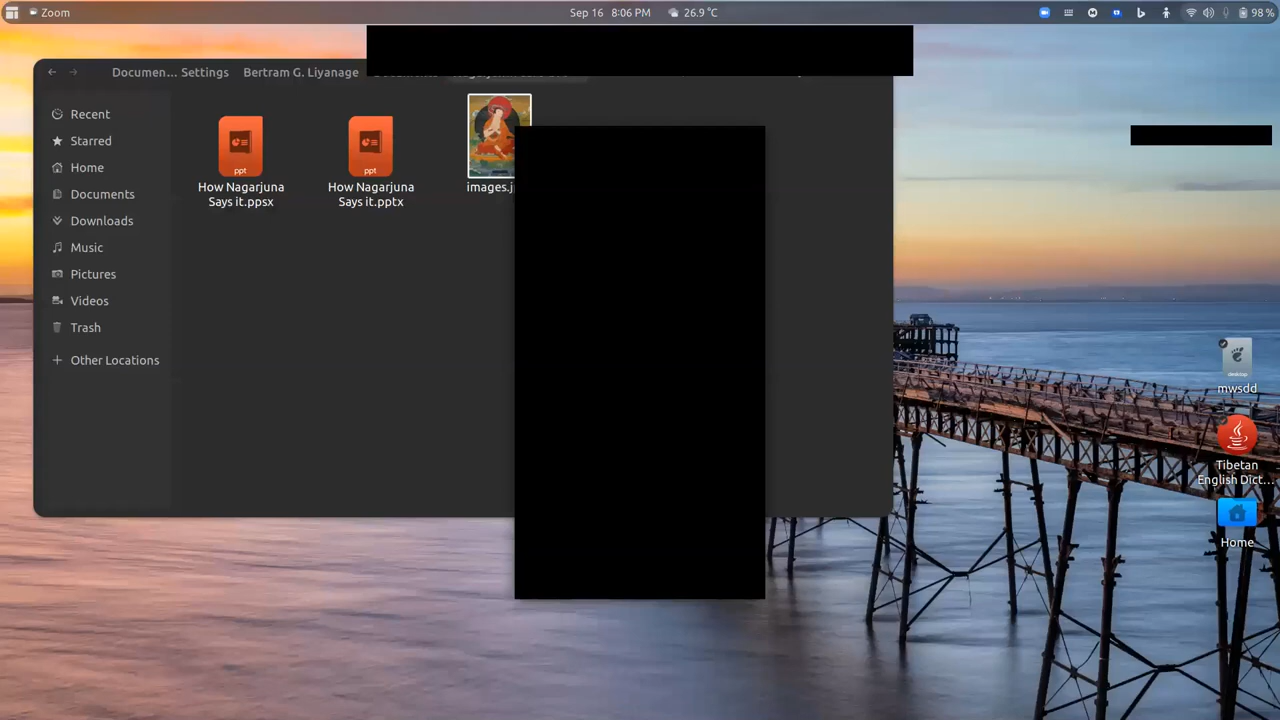 Zoom
Sep 16 8:06 PM
26.9 °C
98 %
Documen... Settings
Bertram G. Liyanage
Recent
Starred
Home
Documents
Downloads
Music
Pictures
Videos
Trash
Other Locations
ppt
How Nagarjuna
Says it.ppsx
ppt
How Nagarjuna
Says it.pptx
images.j
desktop
mwsdd
Tibetan
English Dict...
Home